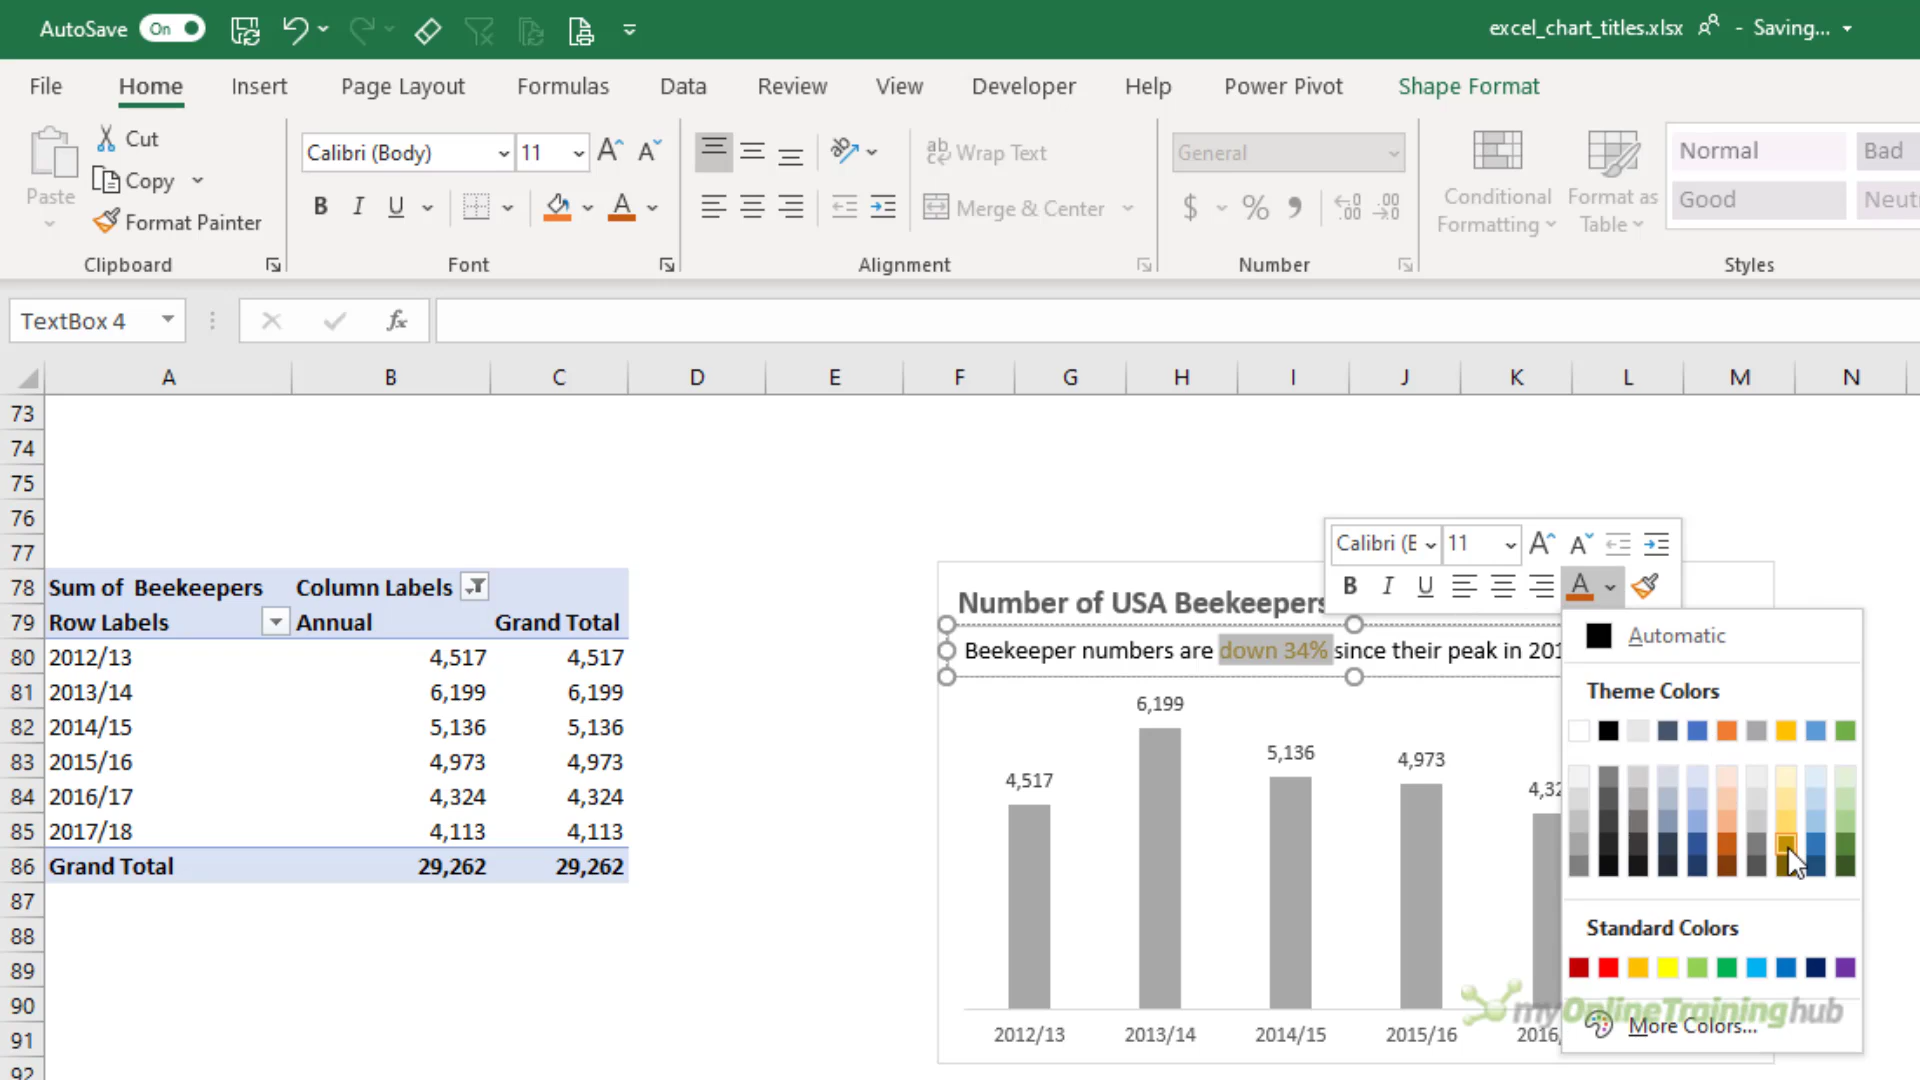 AutoSave On excel_chart_titles.xlsx - Saving...
File Home Insert Page Layout Formulas Data Review View Developer Help Power Pivot Shape Format
Paste Cut
Copy
Format Painter
Clipboard
Calibri (Body) 11
B I U
Font
Wrap Text
Merge & Center
Alignment
General
$ % 9
Number
Conditional Formatting
Format as Table
Normal Bad
Good
Styles
TextBox 4 fx
A B C D E F G H I J K L M N
73
74
75
76
77
78 Sum of Beekeepers Column Labels
79 Row Labels Annual Grand Total
80 2012/13 4,517 4,517
81 2013/14 6,199 6,199
82 2014/15 5,136 5,136
83 2015/16 4,973 4,973
84 2016/17 4,324 4,324
85 2017/18 4,113 4,113
86 Grand Total 29,262 29,262
87
88
89
90
91
92
Number of USA Beekeepers
Beekeeper numbers are down 34% since their peak in 201
4,517 6,199 5,136 4,973 4,32
2012/13 2013/14 2014/15 2015/16 2016/
Calibri (B 11
B I U A
Automatic
Theme Colors
Standard Colors
More Colors...
myOnlineTraininghub